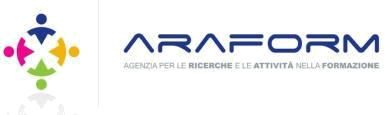 ARAFORM
AGENZIA PER LE RICERCHE E LE ATTIVITÀ NELLA FORMAZIONE